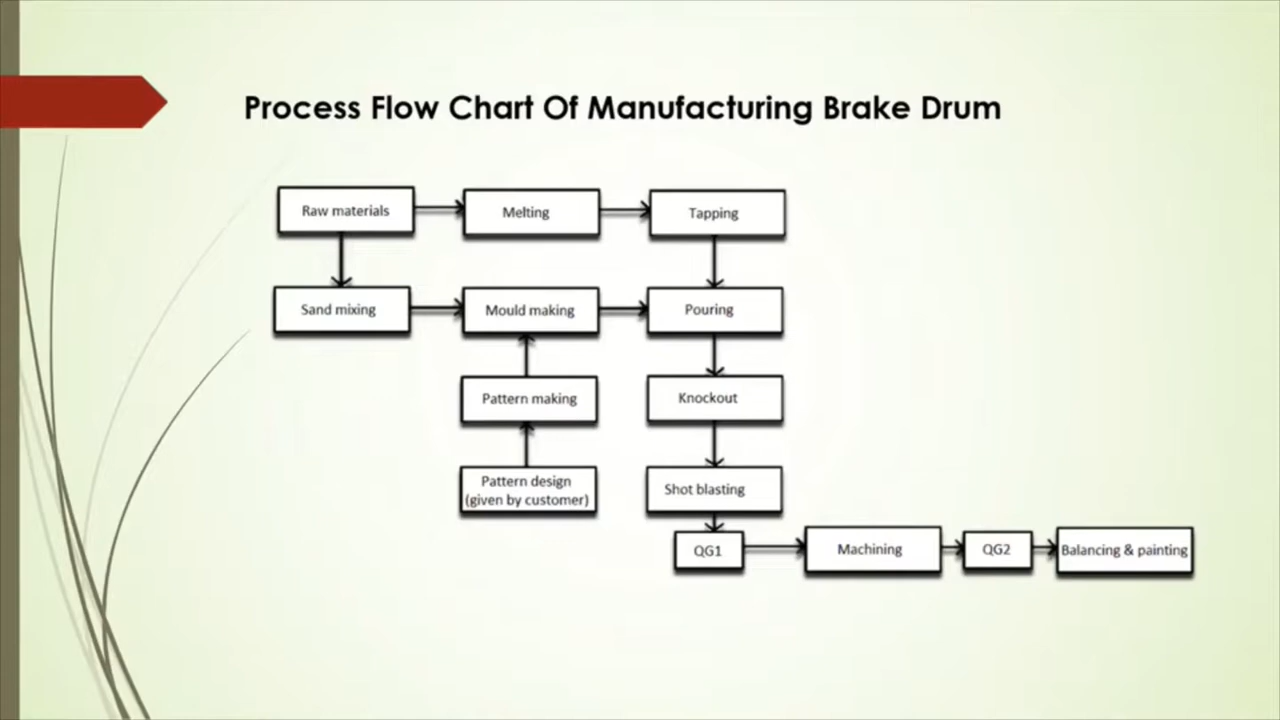 Process Flow Chart Of Manufacturing Brake Drum
Raw materials
Melting
Tapping
Sand mixing
Mould making
Pouring
Pattern making
Knockout
Pattern design
(given by customer)
Shot blasting
QG1
Machining
QG2
Balancing & painting